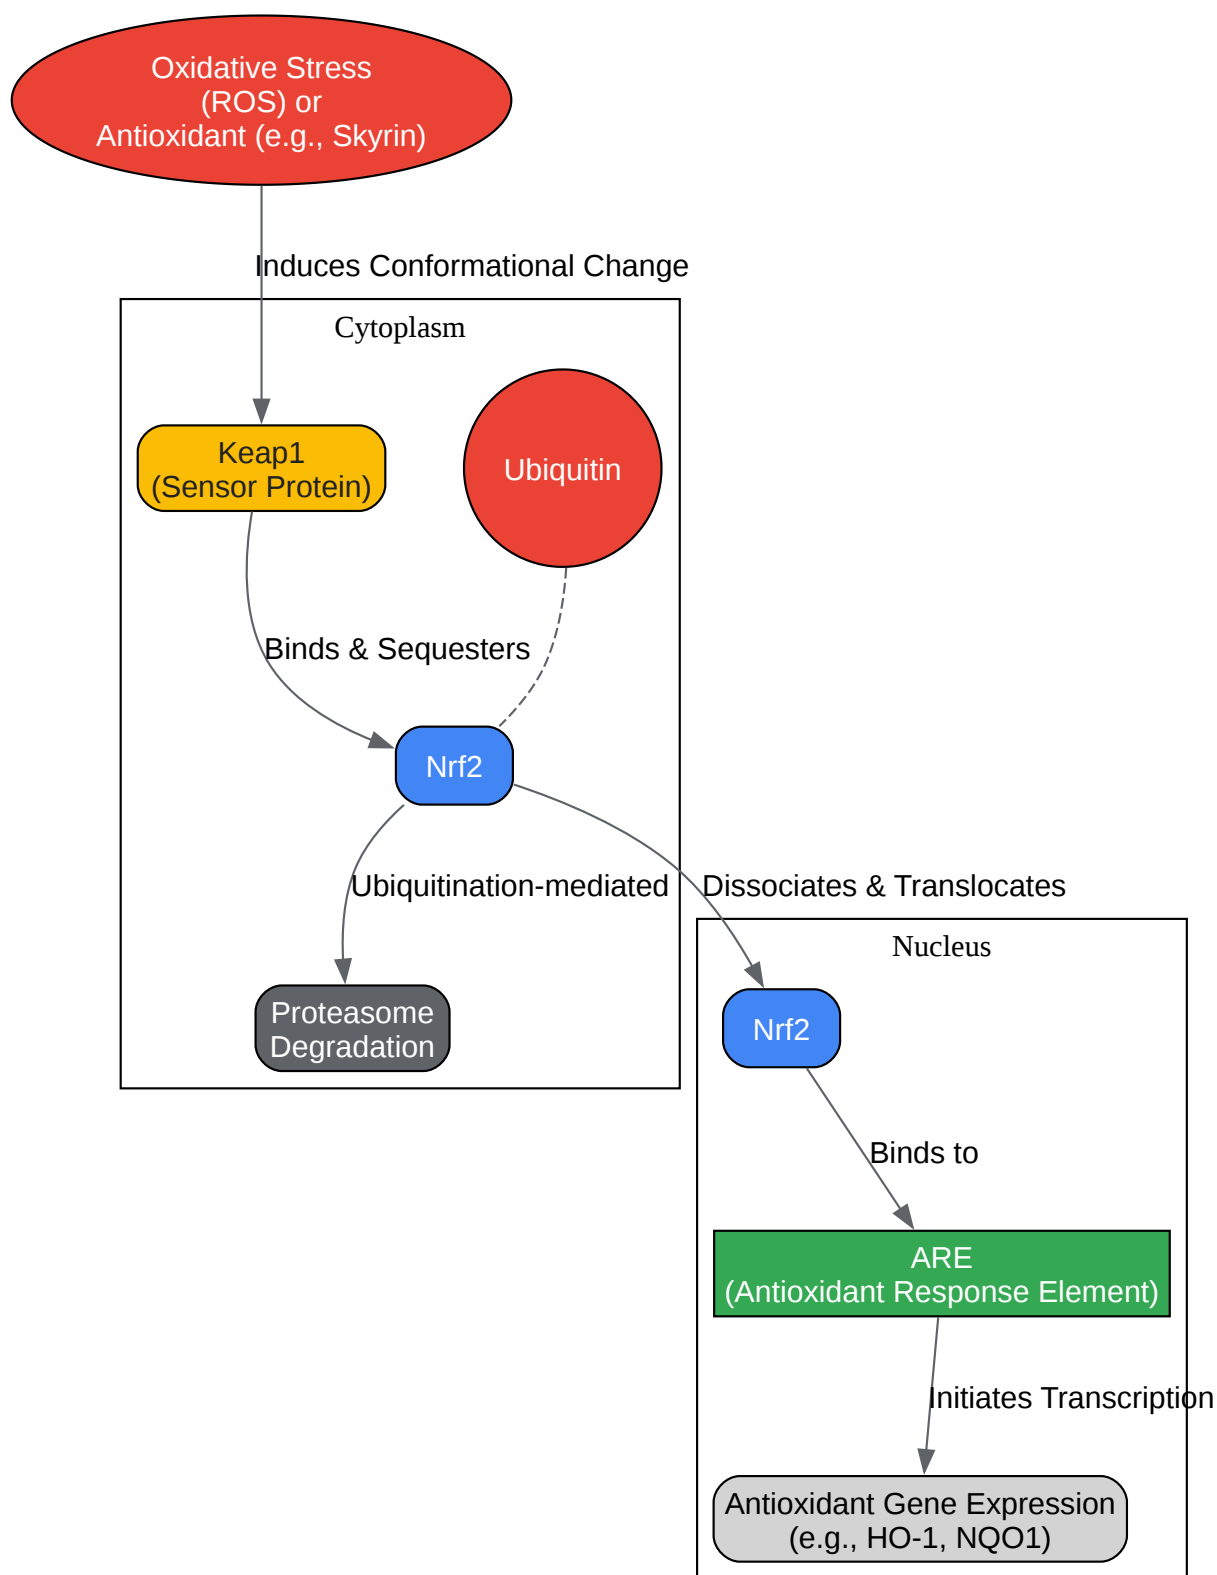 Oxidative Stress
(ROS) or
Antioxidant (e.g., Skyrin)
Induces Conformational Change
Cytoplasm
Keap1
(Sensor Protein)
Ubiquitin
Binds & Sequesters
Nrf2
Ubiquitination-mediated
Dissociates & Translocates
Nucleus
Proteasome
Degradation
Nrf2
Binds to
ARE
(Antioxidant Response Element)
Initiates Transcription
Antioxidant Gene Expression
(e.g., HO-1, NQO1)